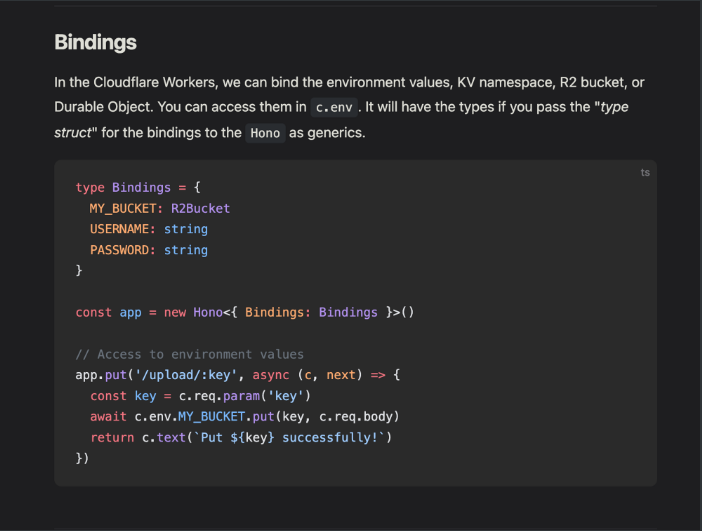 Bindings
In the Cloudflare Workers, we can bind the environment values, KV namespace, R2 bucket, or
Durable Object. You can access them in c.env. It will have the types if you pass the "type
struct" for the bindings to the Hono as generics.
ts
type Bindings = {
  MY_BUCKET: R2Bucket
  USERNAME: string
  PASSWORD: string
}

const app = new Hono<{ Bindings: Bindings }>()

// Access to environment values
app.put('/upload/:key', async (c, next) => {
  const key = c.req.param('key')
  await c.env.MY_BUCKET.put(key, c.req.body)
  return c.text(`Put ${key} successfully!`)
})